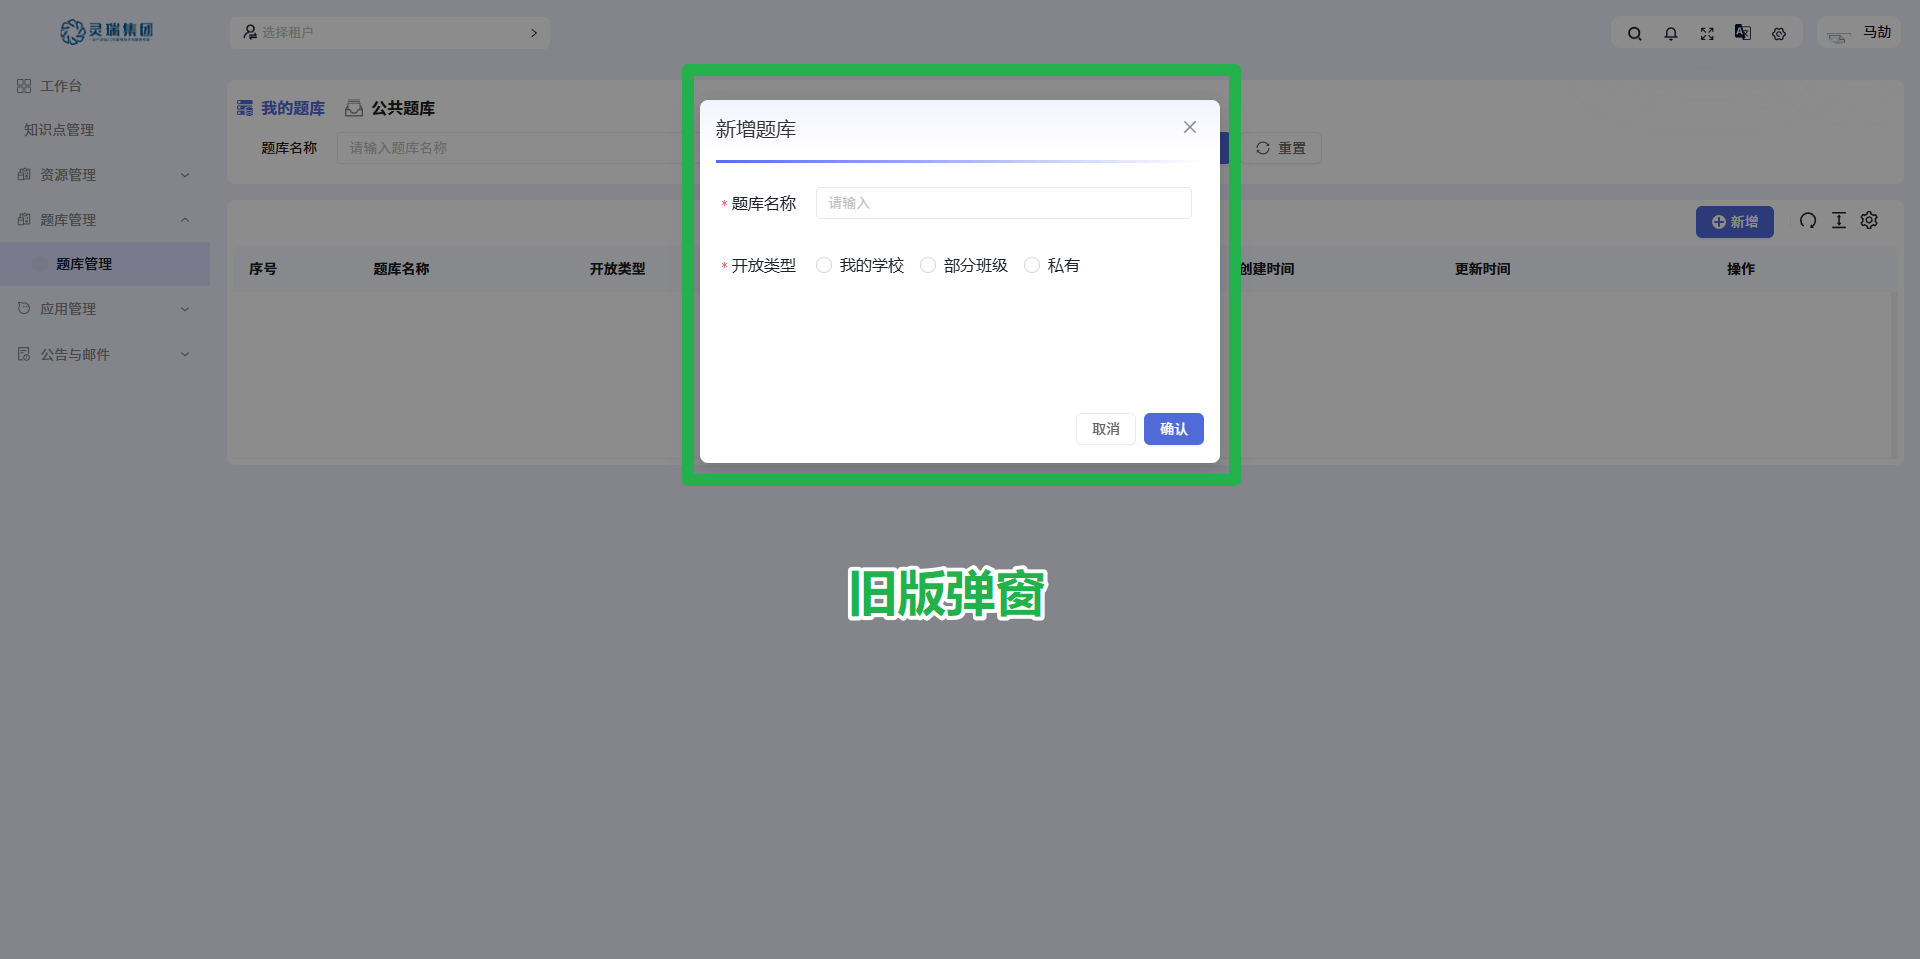 灵瑞集团
选择租户
马劼
工作台
知识点管理
资源管理
题库管理
题库管理
应用管理
公告与邮件
我的题库
公共题库
题库名称
请输入题库名称
重置
新增
序号
题库名称
开放类型
创建时间
更新时间
操作
新增题库
* 题库名称
请输入
* 开放类型
我的学校
部分班级
私有
取消
确认
旧版弹窗